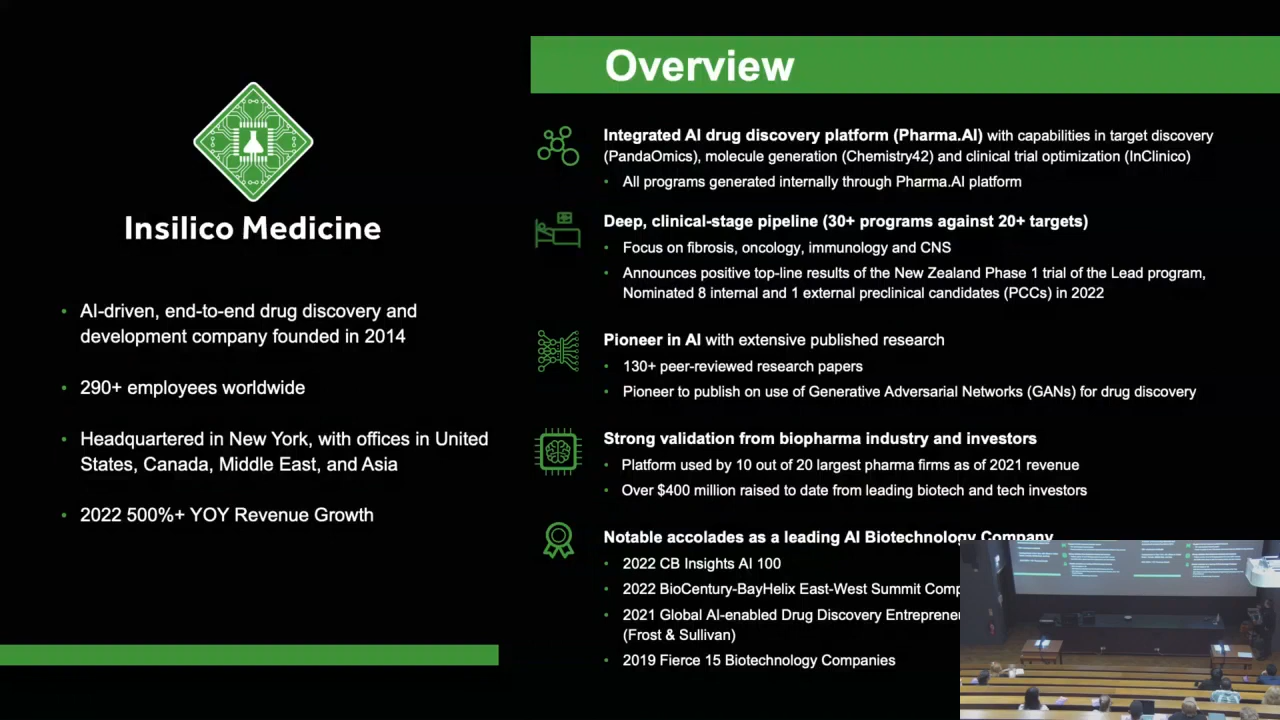 Insilico Medicine
• AI-driven, end-to-end drug discovery and
development company founded in 2014
• 290+ employees worldwide
• Headquartered in New York, with offices in United
States, Canada, Middle East, and Asia
• 2022 500%+ YOY Revenue Growth
Overview
Integrated AI drug discovery platform (Pharma.AI) with capabilities in target discovery
(PandaOmics), molecule generation (Chemistry42) and clinical trial optimization (InClinico)
• All programs generated internally through Pharma.AI platform
Deep, clinical-stage pipeline (30+ programs against 20+ targets)
• Focus on fibrosis, oncology, immunology and CNS
• Announces positive top-line results of the New Zealand Phase 1 trial of the Lead program,
Nominated 8 internal and 1 external preclinical candidates (PCCs) in 2022
Pioneer in AI with extensive published research
• 130+ peer-reviewed research papers
• Pioneer to publish on use of Generative Adversarial Networks (GANs) for drug discovery
Strong validation from biopharma industry and investors
• Platform used by 10 out of 20 largest pharma firms as of 2021 revenue
• Over $400 million raised to date from leading biotech and tech investors
Notable accolades as a leading AI Biotechnology Company
• 2022 CB Insights AI 100
• 2022 BioCentury-BayHelix East-West Summit Comp
• 2021 Global AI-enabled Drug Discovery Entreprene
(Frost & Sullivan)
• 2019 Fierce 15 Biotechnology Companies